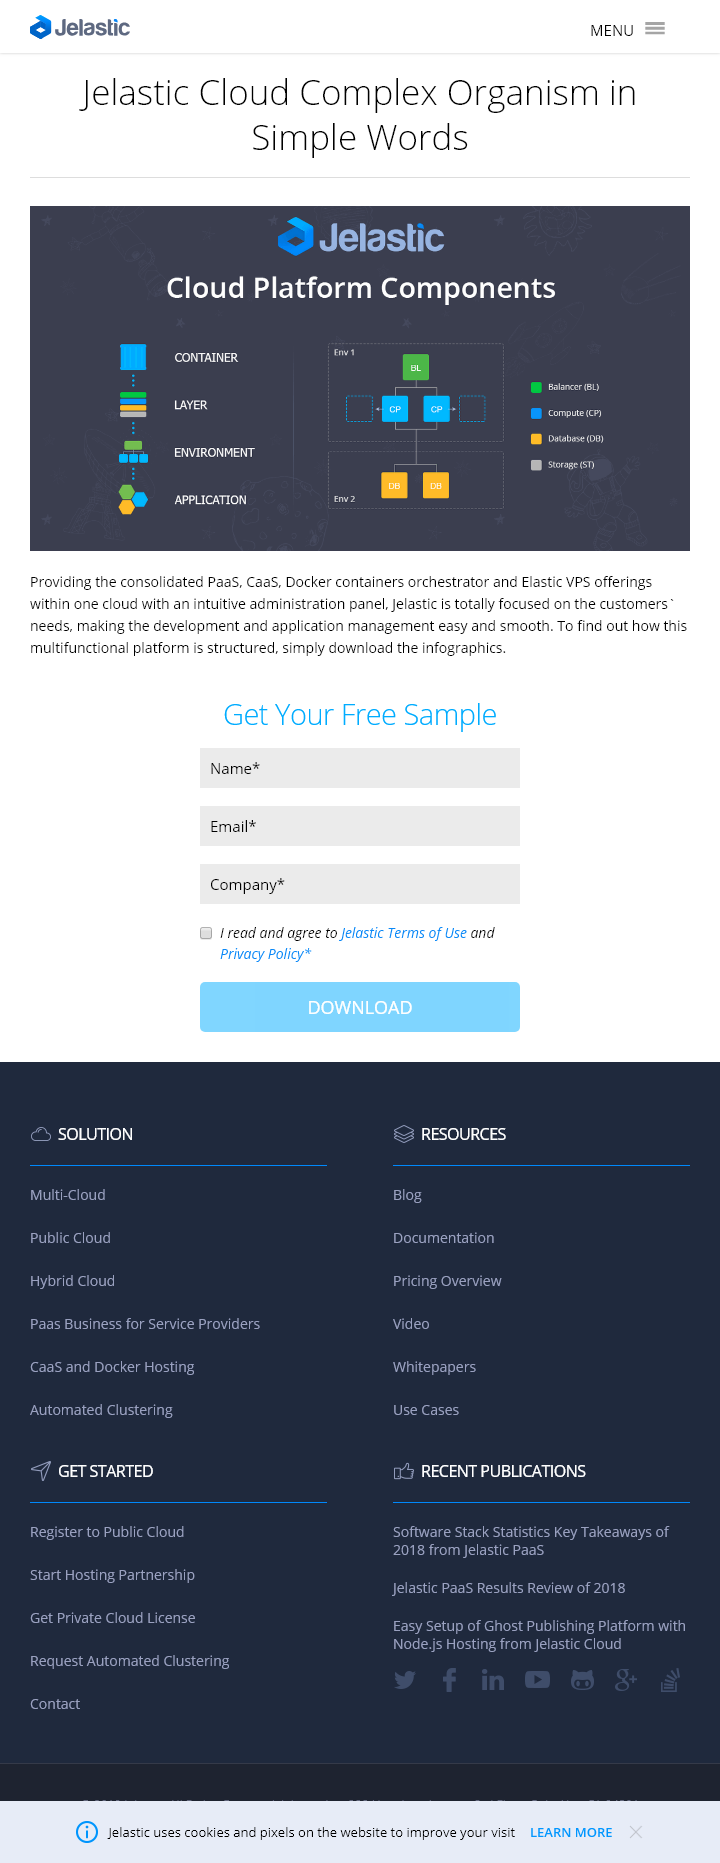 Jelastic
MENU
Jelastic Cloud Complex Organism in
Simple Words
Jelastic
Cloud Platform Components
CONTAINER
LAYER
ENVIRONMENT
APPLICATION
Env 1
BL
CP
CP
DB
DB
Env 2
Balancer (BL)
Compute (CP)
Database (DB)
Storage (ST)
Providing the consolidated PaaS, CaaS, Docker containers orchestrator and Elastic VPS offerings
within one cloud with an intuitive administration panel, Jelastic is totally focused on the customers`
needs, making the development and application management easy and smooth. To find out how this
multifunctional platform is structured, simply download the infographics.
Get Your Free Sample
Name*
Email*
Company*
I read and agree to Jelastic Terms of Use and
Privacy Policy*
DOWNLOAD
SOLUTION
Multi-Cloud
Public Cloud
Hybrid Cloud
Paas Business for Service Providers
CaaS and Docker Hosting
Automated Clustering
RESOURCES
Blog
Documentation
Pricing Overview
Video
Whitepapers
Use Cases
GET STARTED
Register to Public Cloud
Start Hosting Partnership
Get Private Cloud License
Request Automated Clustering
Contact
RECENT PUBLICATIONS
Software Stack Statistics Key Takeaways of
2018 from Jelastic PaaS
Jelastic PaaS Results Review of 2018
Easy Setup of Ghost Publishing Platform with
Node.js Hosting from Jelastic Cloud
Jelastic uses cookies and pixels on the website to improve your visit LEARN MORE